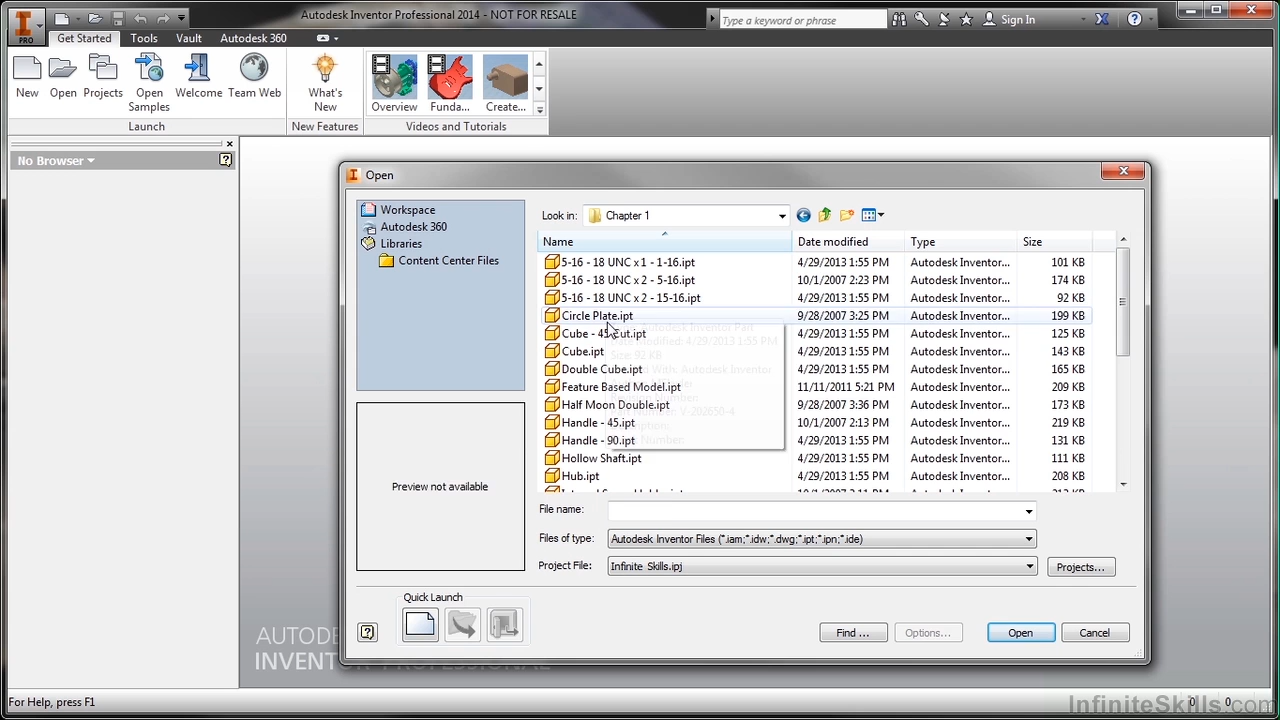 Autodesk Inventor Professional 2014 - NOT FOR RESALE
Type a keyword or phrase
Sign In
PRO
Get Started Tools Vault Autodesk 360
New Open Projects Open Samples Welcome Team Web What's New Overview Funda... Create...
Launch New Features Videos and Tutorials
No Browser
Open
Workspace
Autodesk 360
Libraries
Content Center Files
Preview not available
Look in: Chapter 1
Name Date modified Type Size
5-16 - 18 UNC x 1 - 1-16.ipt 4/29/2013 1:55 PM Autodesk Inventor... 101 KB
5-16 - 18 UNC x 2 - 5-16.ipt 10/1/2007 2:13 PM Autodesk Inventor... 174 KB
5-16 - 18 UNC x 2 - 15-16.ipt 4/29/2013 1:55 PM Autodesk Inventor... 92 KB
Circle Plate.ipt 9/28/2007 3:25 PM Autodesk Inventor... 199 KB
Cube - 45 Cut.ipt 4/29/2013 1:55 PM Autodesk Inventor... 125 KB
Cube.ipt 4/29/2013 1:55 PM Autodesk Inventor... 143 KB
Double Cube.ipt 4/29/2013 1:55 PM Autodesk Inventor... 165 KB
Feature Based Model.ipt 11/11/2011 5:21 PM Autodesk Inventor... 209 KB
Half Moon Double.ipt 9/28/2007 3:36 PM Autodesk Inventor... 173 KB
Handle - 45.ipt 10/1/2007 2:13 PM Autodesk Inventor... 219 KB
Handle - 90.ipt 4/29/2013 1:55 PM Autodesk Inventor... 131 KB
Hollow Shaft.ipt 4/29/2013 1:55 PM Autodesk Inventor... 111 KB
Hub.ipt 4/29/2013 1:55 PM Autodesk Inventor... 208 KB
File name:
Files of type: Autodesk Inventor Files (*.iam;*.idw;*.dwg;*.ipt;*.ipn;*.ide)
Project File: Infinite Skills.ipj Projects...
Quick Launch
Find ... Options... Open Cancel
INVENTOR PROFESSIONAL
For Help, press F1
0 0
InfiniteSkills.com